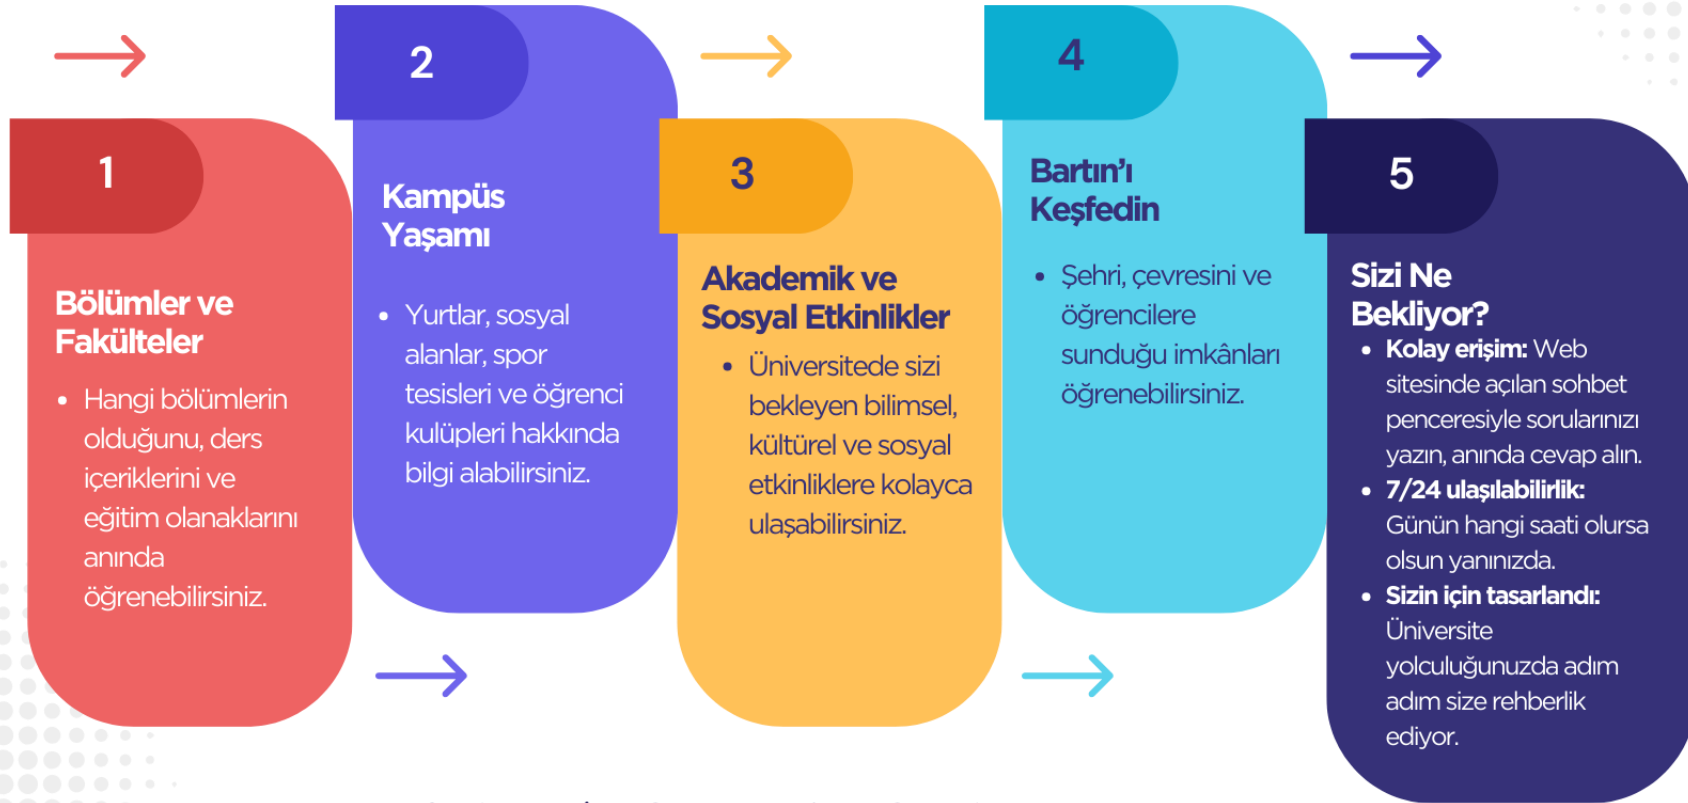 1
Bölümler ve
Fakülteler
• Hangi bölümlerin
olduğunu, ders
içeriklerini ve
eğitim olanaklarını
anında
öğrenebilirsiniz.
2
Kampüs
Yaşamı
• Yurtlar, sosyal
alanlar, spor
tesisleri ve öğrenci
kulüpleri hakkında
bilgi alabilirsiniz.
3
Akademik ve
Sosyal Etkinlikler
• Üniversitede sizi
bekleyen bilimsel,
kültürel ve sosyal
etkinliklere kolayca
ulaşabilirsiniz.
4
Bartın’ı
Keşfedin
• Şehri, çevresini ve
öğrencilere
sunduğu imkânları
öğrenebilirsiniz.
5
Sizi Ne
Bekliyor?
• Kolay erişim: Web
sitesinde açılan sohbet
penceresiyle sorularınızı
yazın, anında cevap alın.
• 7/24 ulaşılabilirlik:
Günün hangi saati olursa
olsun yanınızda.
• Sizin için tasarlandı:
Üniversite
yolculuğunuzda adım
adım size rehberlik
ediyor.